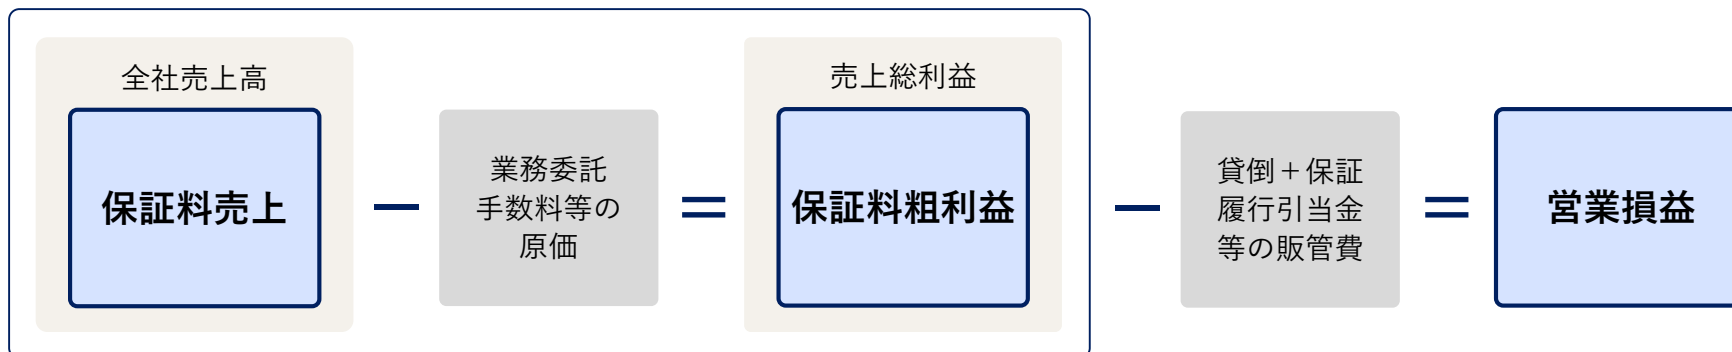 全社売上高
保証料売上
業務委託
手数料等の
原価
売上総利益
保証料粗利益
貸倒+保証
履行引当金
等の販管費
営業損益